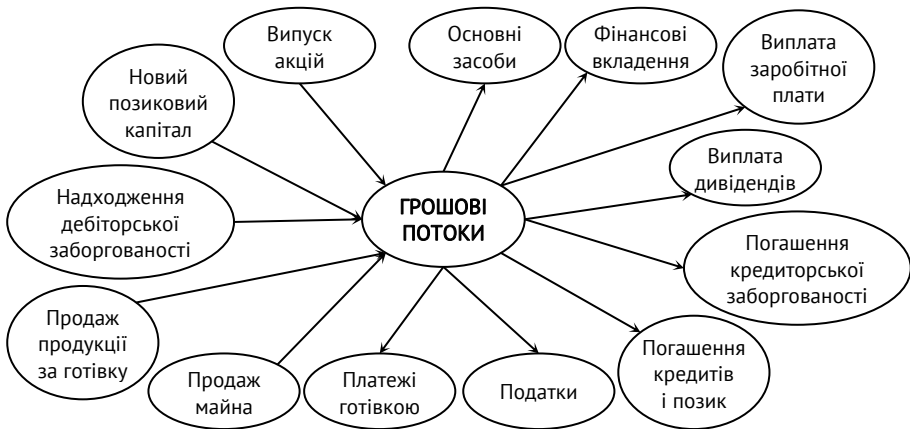 Випуск
акцій
Основні
засоби
Фінансові
вкладення
Виплата
заробітної
плати
Новий
позиковий
капітал
Виплата
дивідендів
Надходження
дебіторської
заборгованості
ГРОШОВІ
ПОТОКИ
Погашення
кредиторської
заборгованості
Продаж
продукції
за готівку
Продаж
майна
Платежі
готівкою
Податки
Погашення
кредитів
і позик